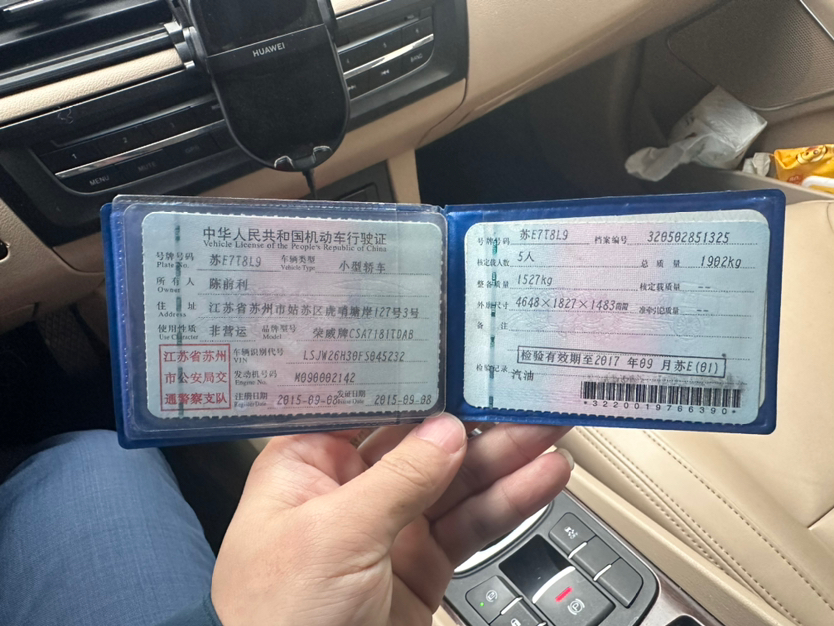 HUAWEI
BAND
1 2 3
MENU MUTE
中华人民共和国机动车行驶证
Vehicle License of the People's Republic of China
号牌号码 苏E7T8L9 车辆类型 小型轿车
Plate No. Vehicle Type
所有人 陈前利
Owner
住址 江苏省苏州市姑苏区虎啸塘岸127号3号
Address
使用性质 非营运 品牌型号 荣威牌CSA7181TDAB
Use Character Model
江苏省苏州
市公安局交
通警察支队
车辆识别代号 LSJW26H30FS045232
VIN
发动机号码 M090002142
Engine No.
注册日期 2015-09-08 发证日期 2015-09-08
Register Date Issue Date
号牌号码 苏E7T8L9 档案编号 320502851325
核定载人数 5人 总质量 1902kg
整备质量 1527kg 核定载质量 --
外廓尺寸 4648×1827×1483mm 准牵引总质量 --
备注
检验有效期至2017 年09 月苏E(01)
检验记录 汽油
*3220019766390*